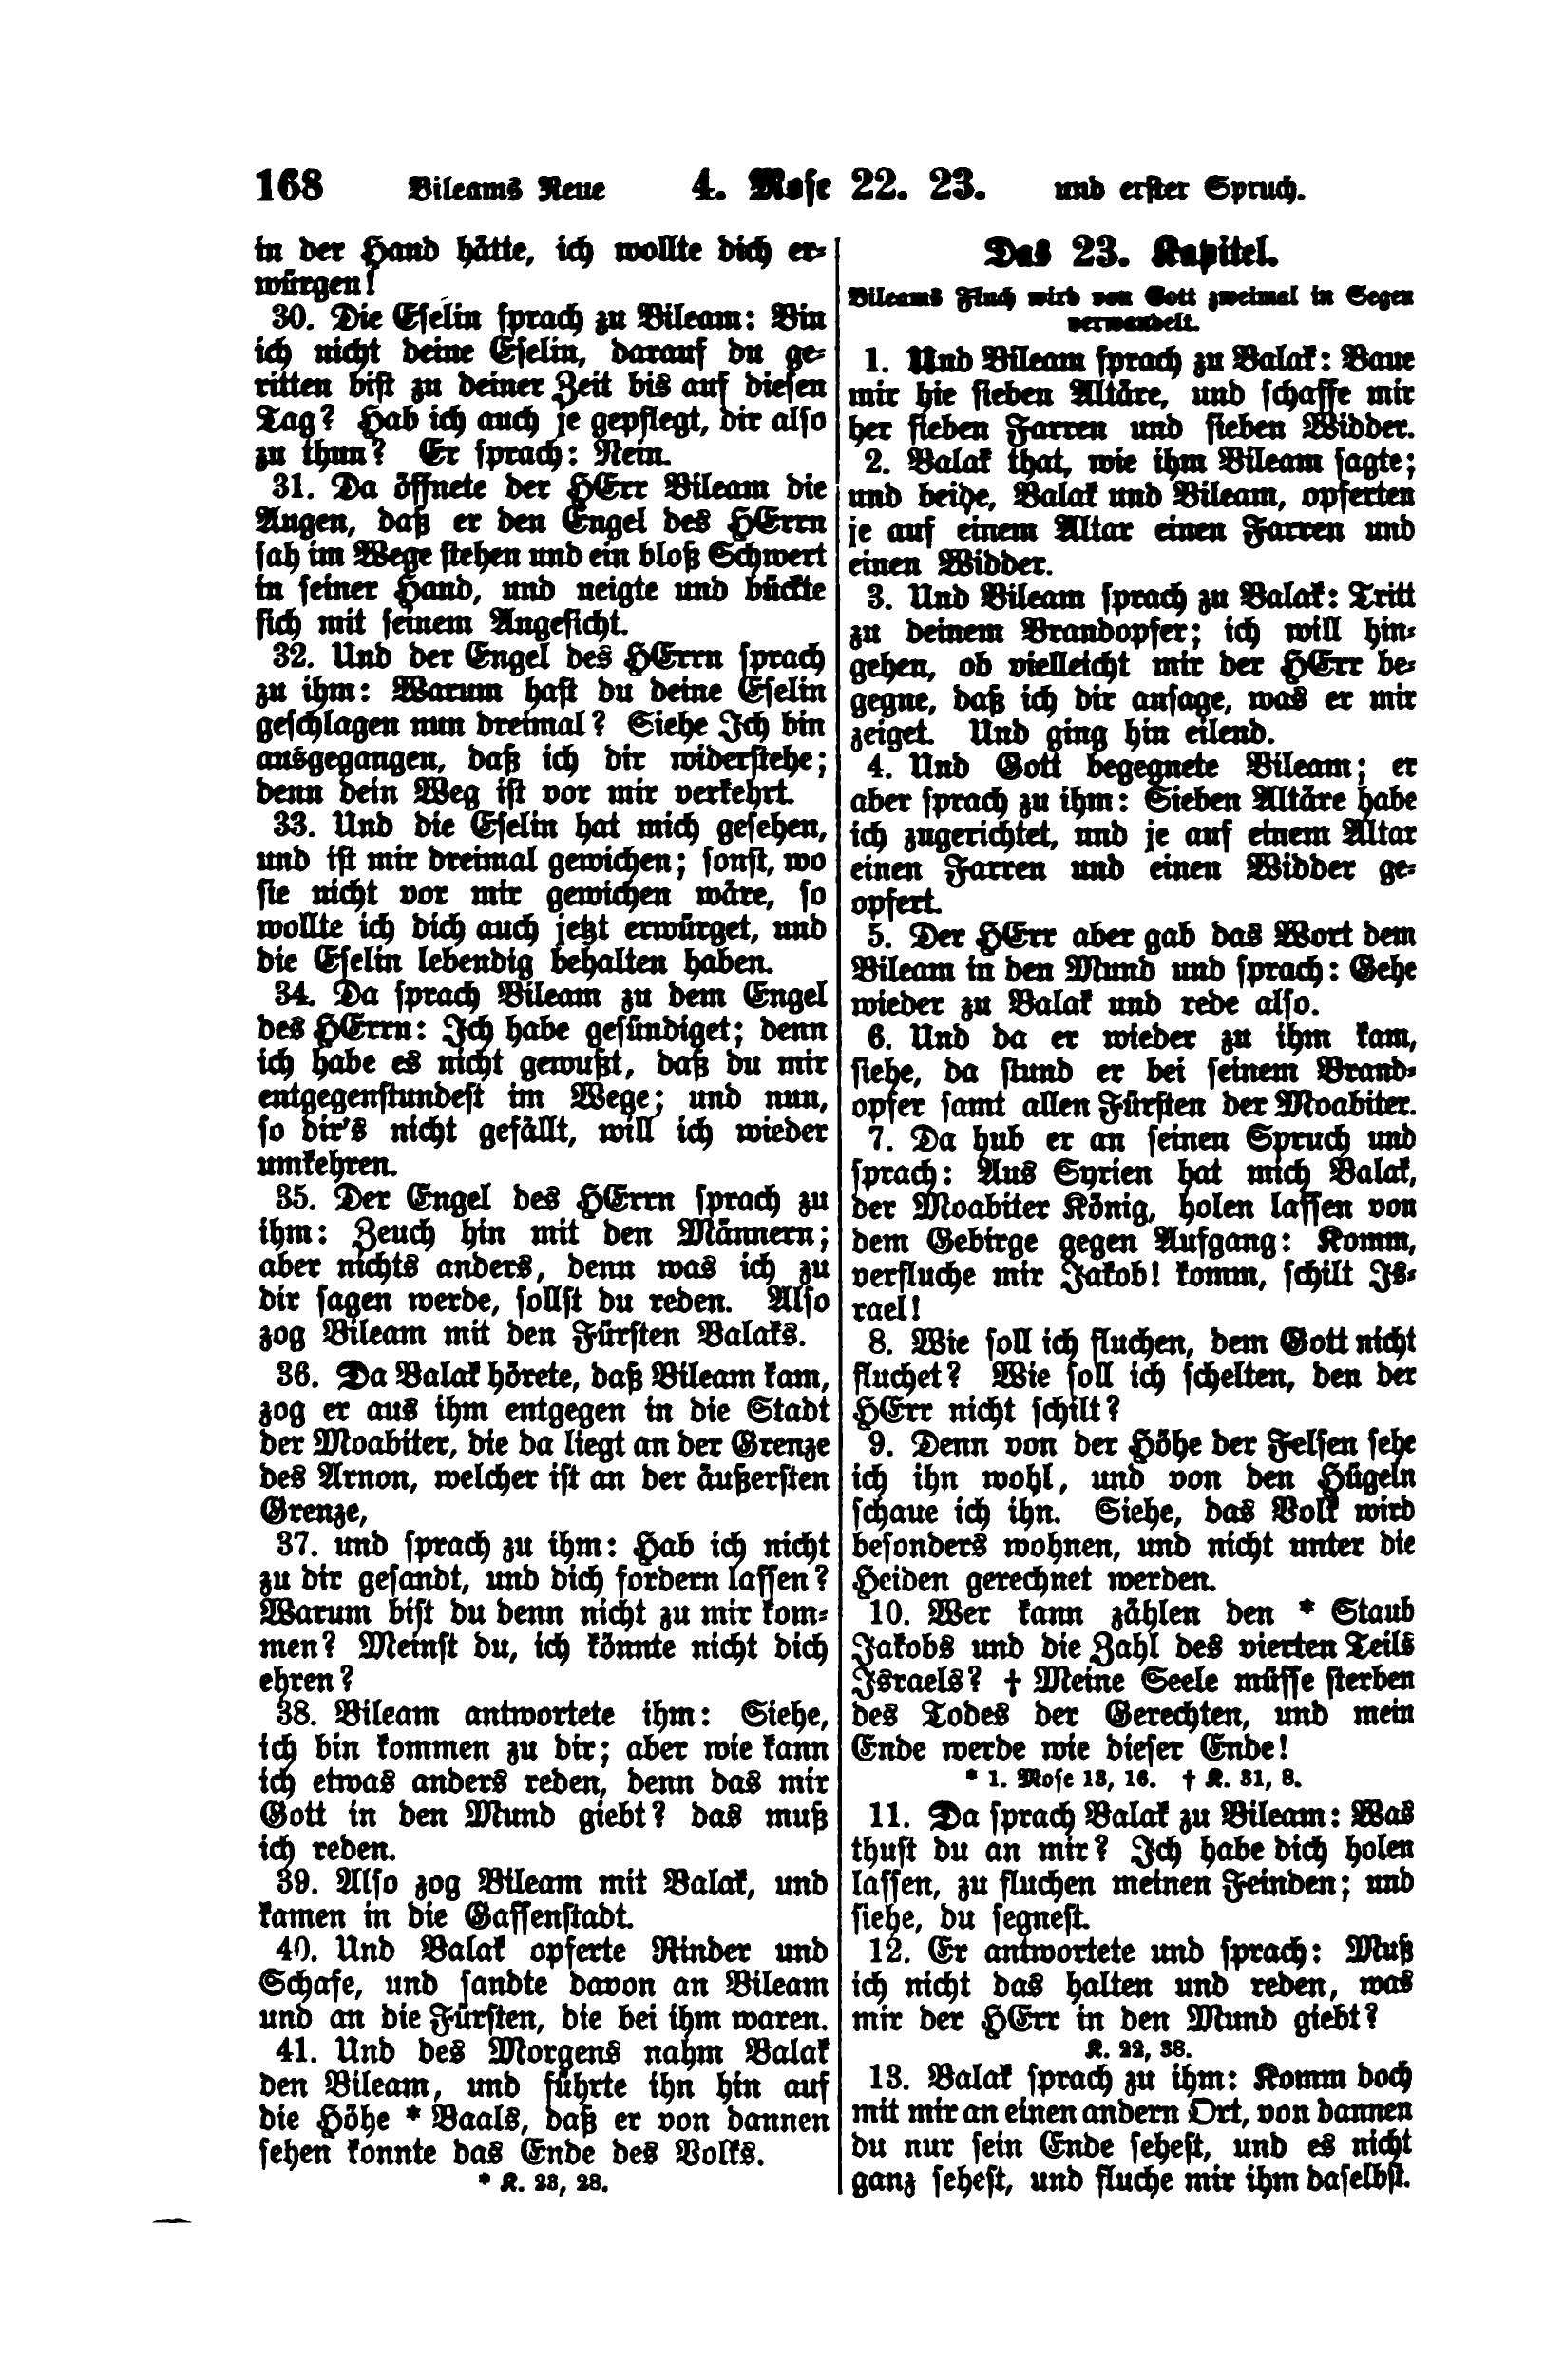 168 Bileams Reue 4. Mose 22. 23. und erster Spruch.
in der Hand hätte, ich wollte dich er-
würgen!
30. Die Eselin sprach zu Bileam: Bin
ich nicht deine Eselin, darauf du ge-
ritten bist zu deiner Zeit bis auf diesen
Tag? Hab ich auch je gepflegt, dir also
zu thun? Er sprach: Nein.
31. Da öffnete der HErr Bileam die
Augen, daß er den Engel des HErrn
sah im Wege stehen und ein bloß Schwert
in seiner Hand, und neigte und bückte
sich mit seinem Angesicht.
32. Und der Engel des HErrn sprach
zu ihm: Warum hast du deine Eselin
geschlagen nun dreimal? Siehe Ich bin
ausgegangen, daß ich dir widerstehe;
denn dein Weg ist vor mir verkehrt.
33. Und die Eselin hat mich gesehen,
und ist mir dreimal gewichen; sonst, wo
sie nicht vor mir gewichen wäre, so
wollte ich dich auch jetzt erwürget, und
die Eselin lebendig behalten haben.
34. Da sprach Bileam zu dem Engel
des HErrn: Ich habe gesündiget; denn
ich habe es nicht gewußt, daß du mir
entgegenstundest im Wege; und nun,
so dir's nicht gefällt, will ich wieder
umkehren.
35. Der Engel des HErrn sprach zu
ihm: Zeuch hin mit den Männern;
aber nichts anders, denn was ich zu
dir sagen werde, sollst du reden. Also
zog Bileam mit den Fürsten Balaks.
36. Da Balak hörete, daß Bileam kam,
zog er aus ihm entgegen in die Stadt
der Moabiter, die da liegt an der Grenze
des Arnon, welcher ist an der äußersten
Grenze,
37. und sprach zu ihm: Hab ich nicht
zu dir gesandt, und dich fordern lassen?
Warum bist du denn nicht zu mir kom-
men? Meinst du, ich könnte nicht dich
ehren?
38. Bileam antwortete ihm: Siehe,
ich bin kommen zu dir; aber wie kann
ich etwas anders reden, denn das mir
Gott in den Mund giebt? das muß
ich reden.
39. Also zog Bileam mit Balak, und
kamen in die Gassenstadt.
40. Und Balak opferte Rinder und
Schafe, und sandte davon an Bileam
und an die Fürsten, die bei ihm waren.
41. Und des Morgens nahm Balak
den Bileam, und führte ihn hin auf
die Höhe * Baals, daß er von dannen
sehen konnte das Ende des Volks.
* K. 23, 28.
Das 23. Kapitel.
Bileams Fluch wird von Gott zweimal in Segen
verwandelt.
1. Und Bileam sprach zu Balak: Baue
mir hie sieben Altäre, und schaffe mir
her sieben Farren und sieben Widder.
2. Balak that, wie ihm Bileam sagte;
und beide, Balak und Bileam, opferten
je auf einem Altar einen Farren und
einen Widder.
3. Und Bileam sprach zu Balak: Tritt
zu deinem Brandopfer; ich will hin-
gehen, ob vielleicht mir der HErr be-
gegne, daß ich dir ansage, was er mir
zeiget. Und ging hin eilend.
4. Und Gott begegnete Bileam; er
aber sprach zu ihm: Sieben Altäre habe
ich zugerichtet, und je auf einem Altar
einen Farren und einen Widder ge-
opfert.
5. Der HErr aber gab das Wort dem
Bileam in den Mund und sprach: Gehe
wieder zu Balak und rede also.
6. Und da er wieder zu ihm kam,
siehe, da stund er bei seinem Brand-
opfer samt allen Fürsten der Moabiter.
7. Da hub er an seinen Spruch und
sprach: Aus Syrien hat mich Balak,
der Moabiter König, holen lassen von
dem Gebirge gegen Aufgang: Komm,
verfluche mir Jakob! komm, schilt Is-
rael!
8. Wie soll ich fluchen, dem Gott nicht
fluchet? Wie soll ich schelten, den der
HErr nicht schilt?
9. Denn von der Höhe der Felsen sehe
ich ihn wohl, und von den Hügeln
schaue ich ihn. Siehe, das Volk wird
besonders wohnen, und nicht unter die
Heiden gerechnet werden.
10. Wer kann zählen den * Staub
Jakobs und die Zahl des vierten Teils
Israels? † Meine Seele müsse sterben
des Todes der Gerechten, und mein
Ende werde wie dieser Ende!
* 1. Mose 13, 16. † K. 31, 8.
11. Da sprach Balak zu Bileam: Was
thust du an mir? Ich habe dich holen
lassen, zu fluchen meinen Feinden; und
siehe, du segnest.
12. Er antwortete und sprach: Muß
ich nicht das halten und reden, was
mir der HErr in den Mund giebt?
K. 22, 38.
13. Balak sprach zu ihm: Komm doch
mit mir an einen andern Ort, von dannen
du nur sein Ende sehest, und es nicht
ganz sehest, und fluche mir ihm daselbst.